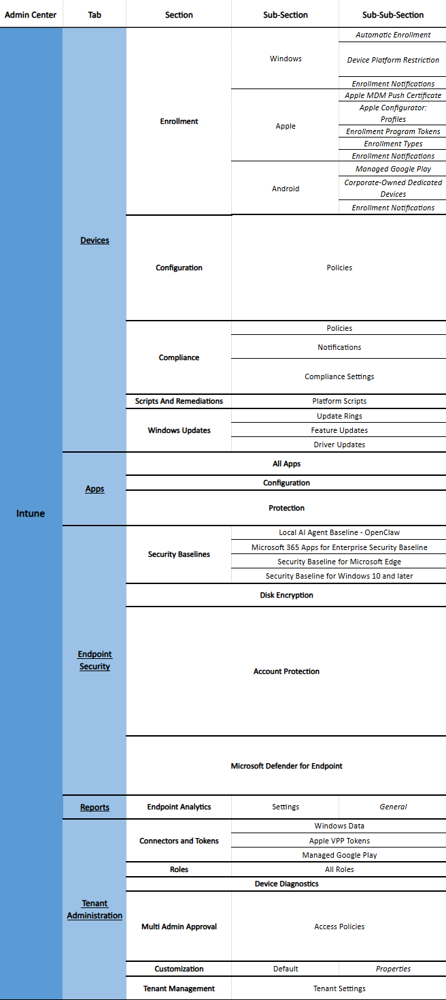 Admin Center Tab Section Sub-Section Sub-Sub-Section
Intune
Devices
Enrollment
Windows
Automatic Enrollment
Device Platform Restriction
Enrollment Notifications
Apple
Apple MDM Push Certificate
Apple Configurator:
Profiles
Enrollment Program Tokens
Enrollment Types
Enrollment Notifications
Android
Managed Google Play
Corporate-Owned Dedicated
Devices
Enrollment Notifications
Configuration
Policies
Compliance
Policies
Notifications
Compliance Settings
Scripts And Remediations
Platform Scripts
Windows Updates
Update Rings
Feature Updates
Driver Updates
Apps
All Apps
Configuration
Protection
Endpoint
Security
Security Baselines
Local AI Agent Baseline - OpenClaw
Microsoft 365 Apps for Enterprise Security Baseline
Security Baseline for Microsoft Edge
Security Baseline for Windows 10 and later
Disk Encryption
Account Protection
Microsoft Defender for Endpoint
Reports
Endpoint Analytics
Settings
General
Tenant
Administration
Connectors and Tokens
Windows Data
Apple VPP Tokens
Managed Google Play
Roles
All Roles
Device Diagnostics
Multi Admin Approval
Access Policies
Customization
Default
Properties
Tenant Management
Tenant Settings